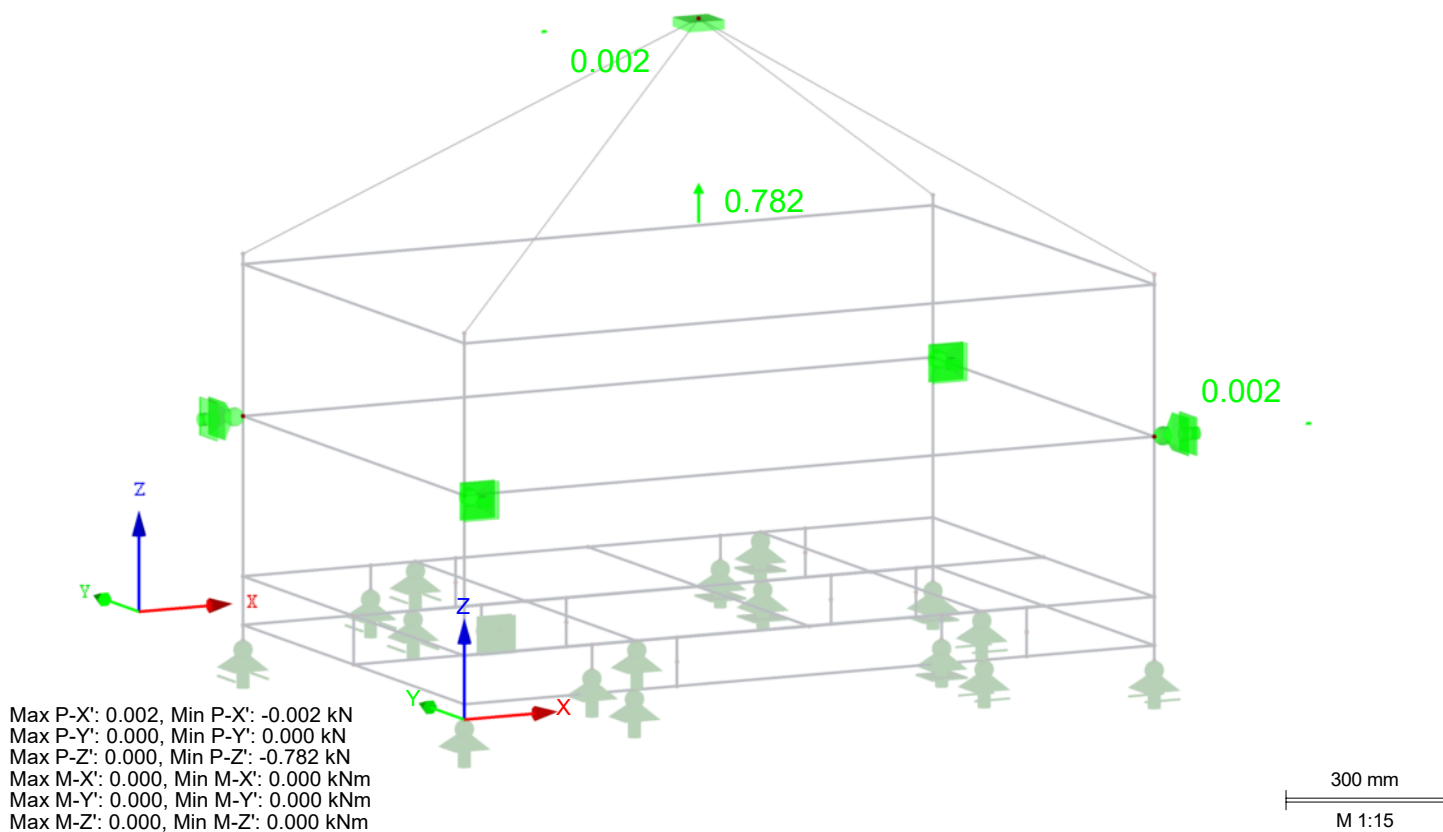 0.002
0.782
0.002
Z
Y
X
Z
Y
X
Max P-X': 0.002, Min P-X': -0.002 kN
Max P-Y': 0.000, Min P-Y': 0.000 kN
Max P-Z': 0.000, Min P-Z': -0.782 kN
Max M-X': 0.000, Min M-X': 0.000 kNm
Max M-Y': 0.000, Min M-Y': 0.000 kNm
Max M-Z': 0.000, Min M-Z': 0.000 kNm
300 mm
M 1:15